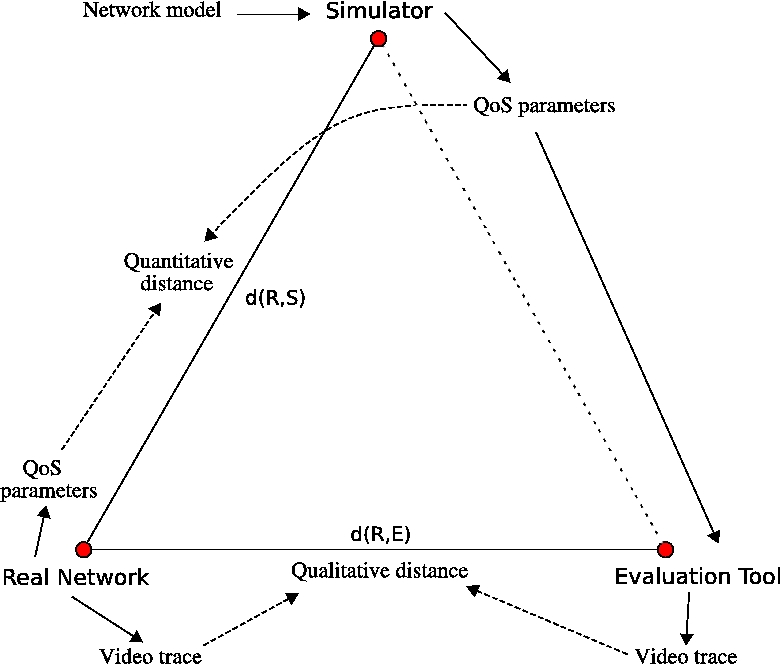 Network model
Simulator
QoS parameters
Quantitative
distance
d(R,S)
QoS
parameters
d(R,E)
Real Network
Qualitative distance
Evaluation Tool
Video trace
Video trace